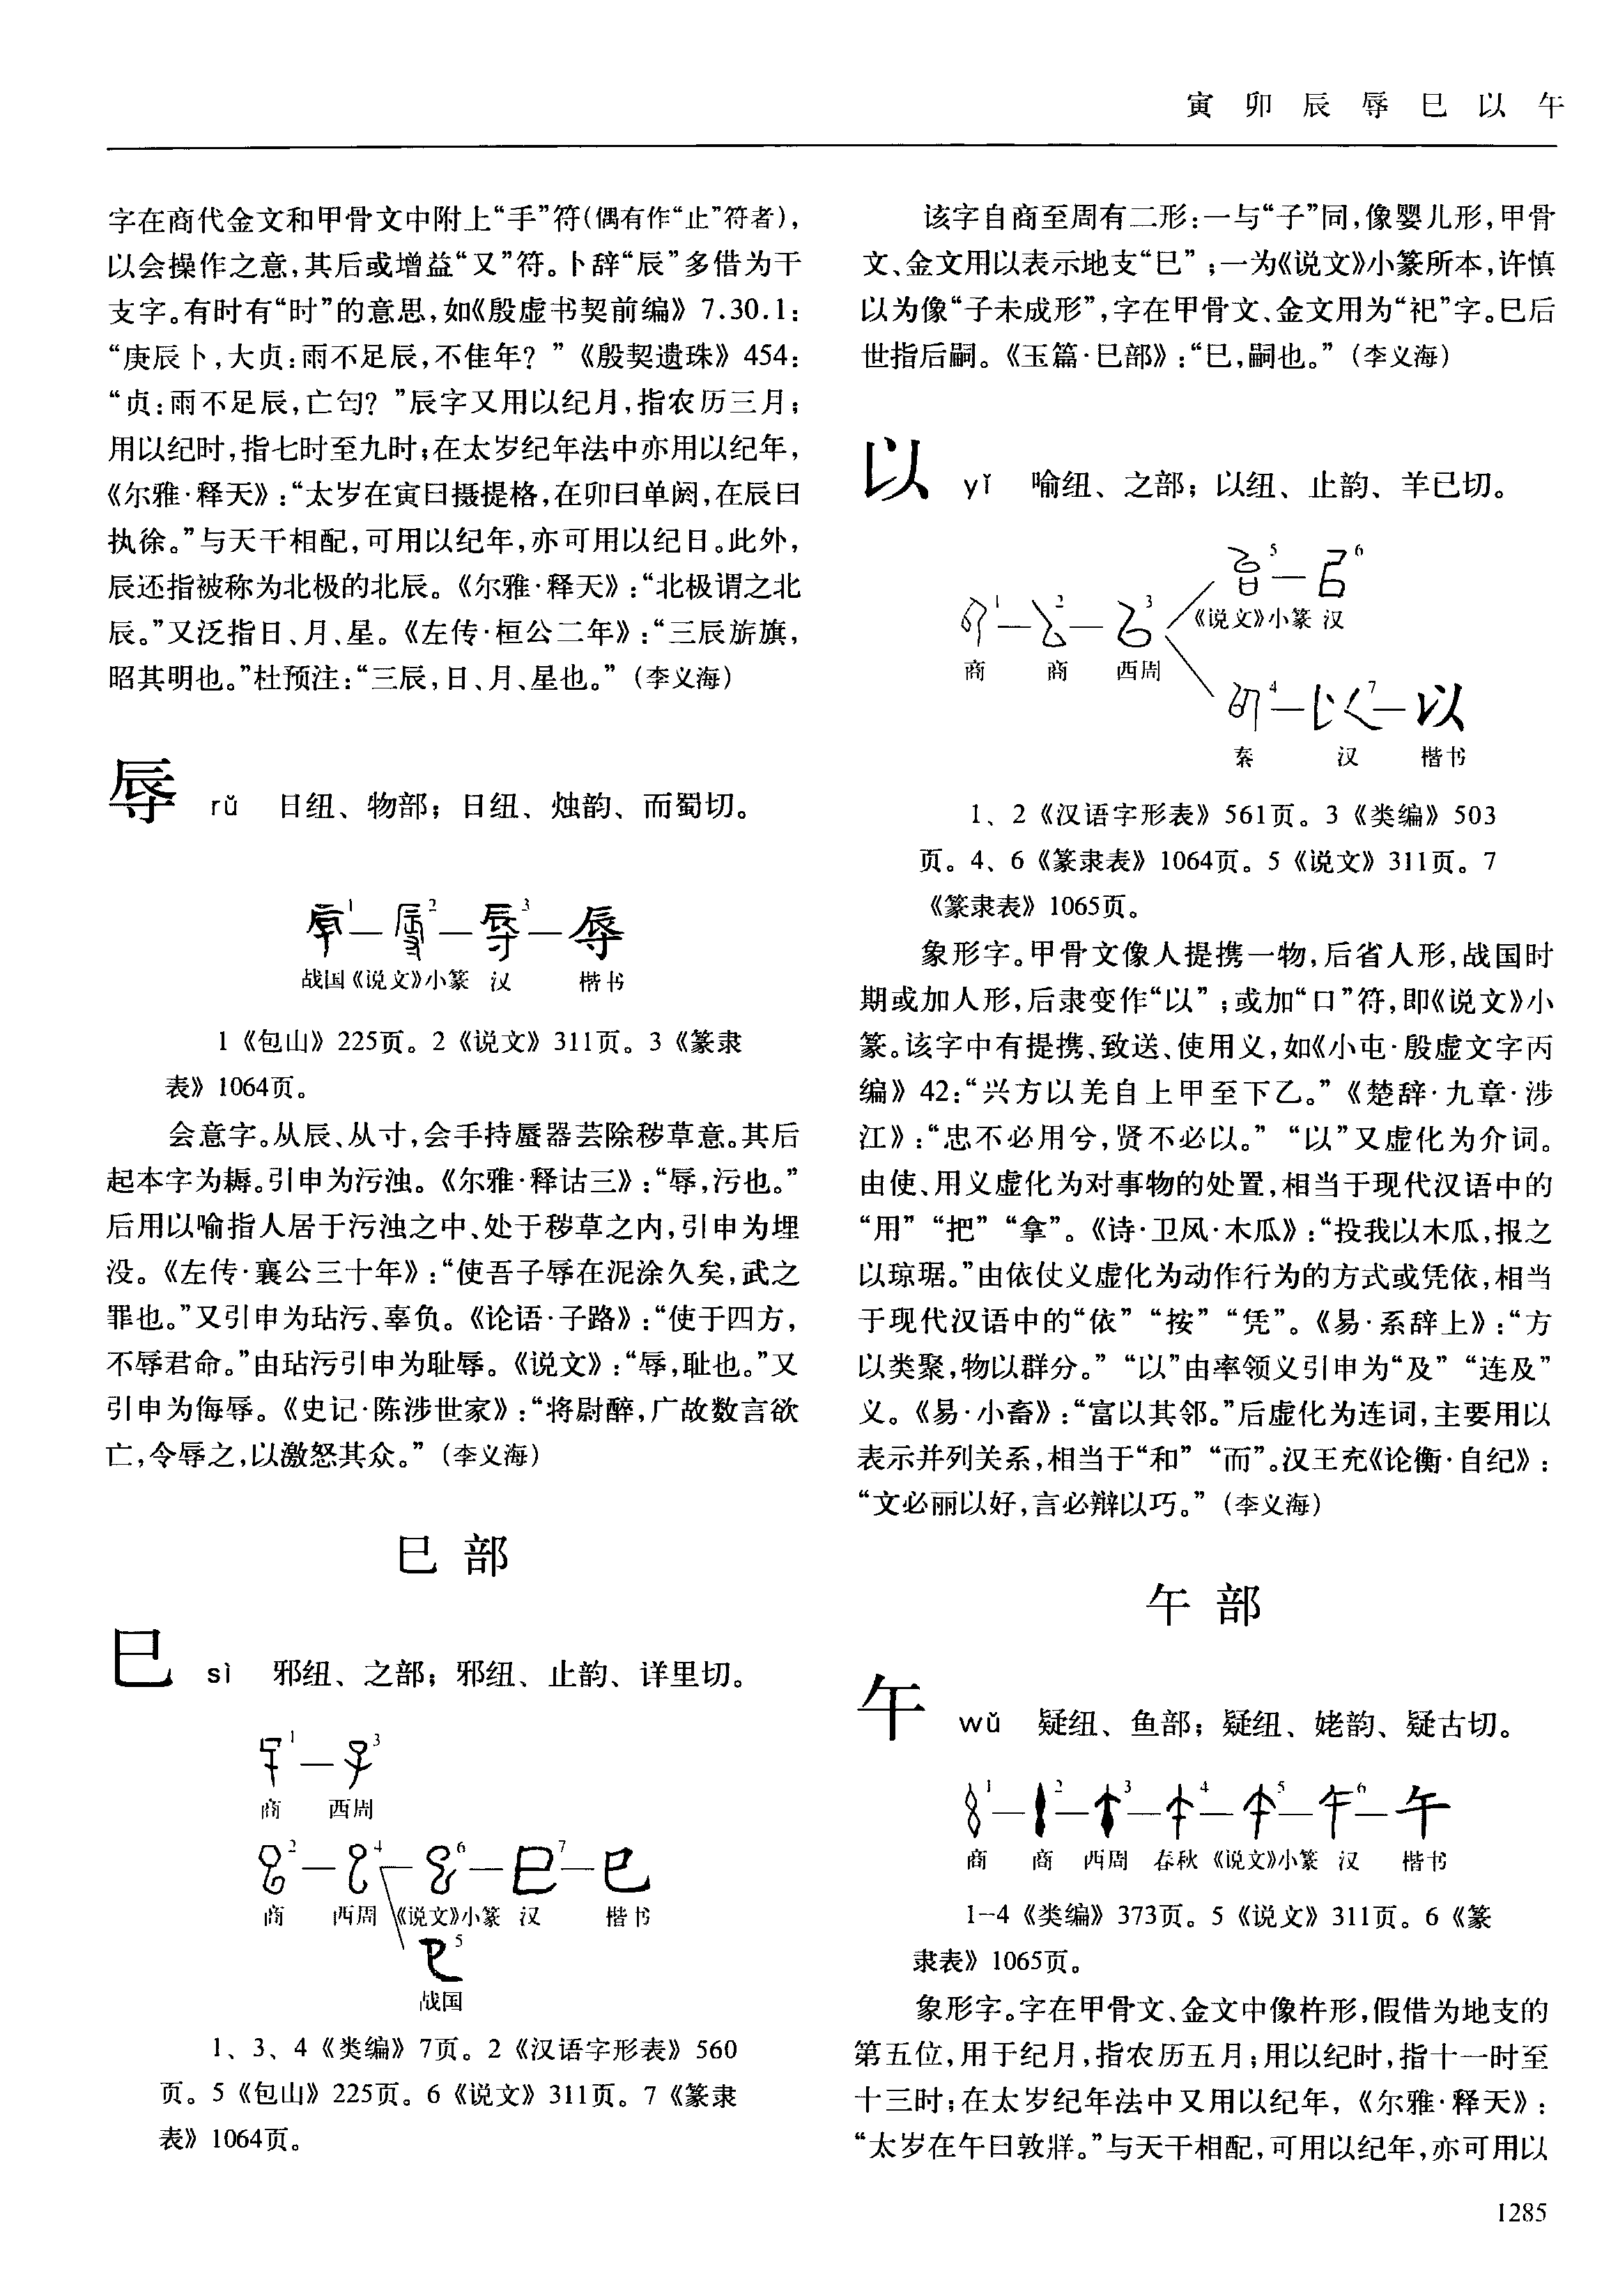 寅 卯 辰 辱 巳 以 午
字在商代金文和甲骨文中附上“手”符(偶有作“止”符者)，
以会操作之意，其后或增益“又”符。卜辞“辰”多借为干
支字。有时有“时”的意思，如《殷虚书契前编》7.30.1：
“庚辰卜，大贞：雨不足辰，不隹年？”《殷契遗珠》454：
“贞：雨不足辰，亡匄？”辰字又用以纪月，指农历三月；
用以纪时，指七时至九时；在太岁纪年法中亦用以纪年，
《尔雅·释天》：“太岁在寅曰摄提格，在卯曰单阏，在辰曰
执徐。”与天干相配，可用以纪年，亦可用以纪日。此外，
辰还指被称为北极的北辰。《尔雅·释天》：“北极谓之北
辰。”又泛指日、月、星。《左传·桓公二年》：“三辰旂旗，
昭其明也。”杜预注：“三辰，日、月、星也。”（李义海）
辱 rǔ 日纽、物部；日纽、烛韵、而蜀切。
1 2 3 辱
战国 《说文》小篆 汉 楷书
1《包山》225页。2《说文》311页。3《篆隶
表》1064页。
会意字。从辰、从寸，会手持蜃器芸除秽草意。其后
起本字为耨。引申为污浊。《尔雅·释诂三》：“辱，污也。”
后用以喻指人居于污浊之中、处于秽草之内，引申为埋
没。《左传·襄公三十年》：“使吾子辱在泥涂久矣，武之
罪也。”又引申为玷污、辜负。《论语·子路》：“使于四方，
不辱君命。”由玷污引申为耻辱。《说文》：“辱，耻也。”又
引申为侮辱。《史记·陈涉世家》：“将尉醉，广故数言欲
亡，令辱之，以激怒其众。”（李义海）
巳 部
巳 sì 邪纽、之部；邪纽、止韵、详里切。
1 3
商 西周
2 4 6 7 巳
商 西周 《说文》小篆 汉 楷书
5
战国
1、3、4《类编》7页。2《汉语字形表》560
页。5《包山》225页。6《说文》311页。7《篆隶
表》1064页。
该字自商至周有二形：一与“子”同，像婴儿形，甲骨
文、金文用以表示地支“巳”；一为《说文》小篆所本，许慎
以为像“子未成形”，字在甲骨文、金文用为“祀”字。巳后
世指后嗣。《玉篇·巳部》：“巳，嗣也。”（李义海）
以 yǐ 喻纽、之部；以纽、止韵、羊已切。
5 6
《说文》小篆 汉
1 2 3
商 商 西周
4 7 以
秦 汉 楷书
1、2《汉语字形表》561页。3《类编》503
页。4、6《篆隶表》1064页。5《说文》311页。7
《篆隶表》1065页。
象形字。甲骨文像人提携一物，后省人形，战国时
期或加人形，后隶变作“以”；或加“口”符，即《说文》小
篆。该字中有提携、致送、使用义，如《小屯·殷虚文字丙
编》42：“兴方以羌自上甲至下乙。”《楚辞·九章·涉
江》：“忠不必用兮，贤不必以。”“以”又虚化为介词。
由使、用义虚化为对事物的处置，相当于现代汉语中的
“用”“把”“拿”。《诗·卫风·木瓜》：“投我以木瓜，报之
以琼琚。”由依仗义虚化为动作行为的方式或凭依，相当
于现代汉语中的“依”“按”“凭”。《易·系辞上》：“方
以类聚，物以群分。”“以”由率领义引申为“及”“连及”
义。《易·小畜》：“富以其邻。”后虚化为连词，主要用以
表示并列关系，相当于“和”“而”。汉王充《论衡·自纪》：
“文必丽以好，言必辩以巧。”（李义海）
午 部
午 wǔ 疑纽、鱼部；疑纽、姥韵、疑古切。
1 2 3 4 5 6 午
商 商 西周 春秋 《说文》小篆 汉 楷书
1-4《类编》373页。5《说文》311页。6《篆
隶表》1065页。
象形字。字在甲骨文、金文中像杵形，假借为地支的
第五位，用于纪月，指农历五月；用以纪时，指十一时至
十三时；在太岁纪年法中又用以纪年，《尔雅·释天》：
“太岁在午曰敦牂。”与天干相配，可用以纪年，亦可用以
1285